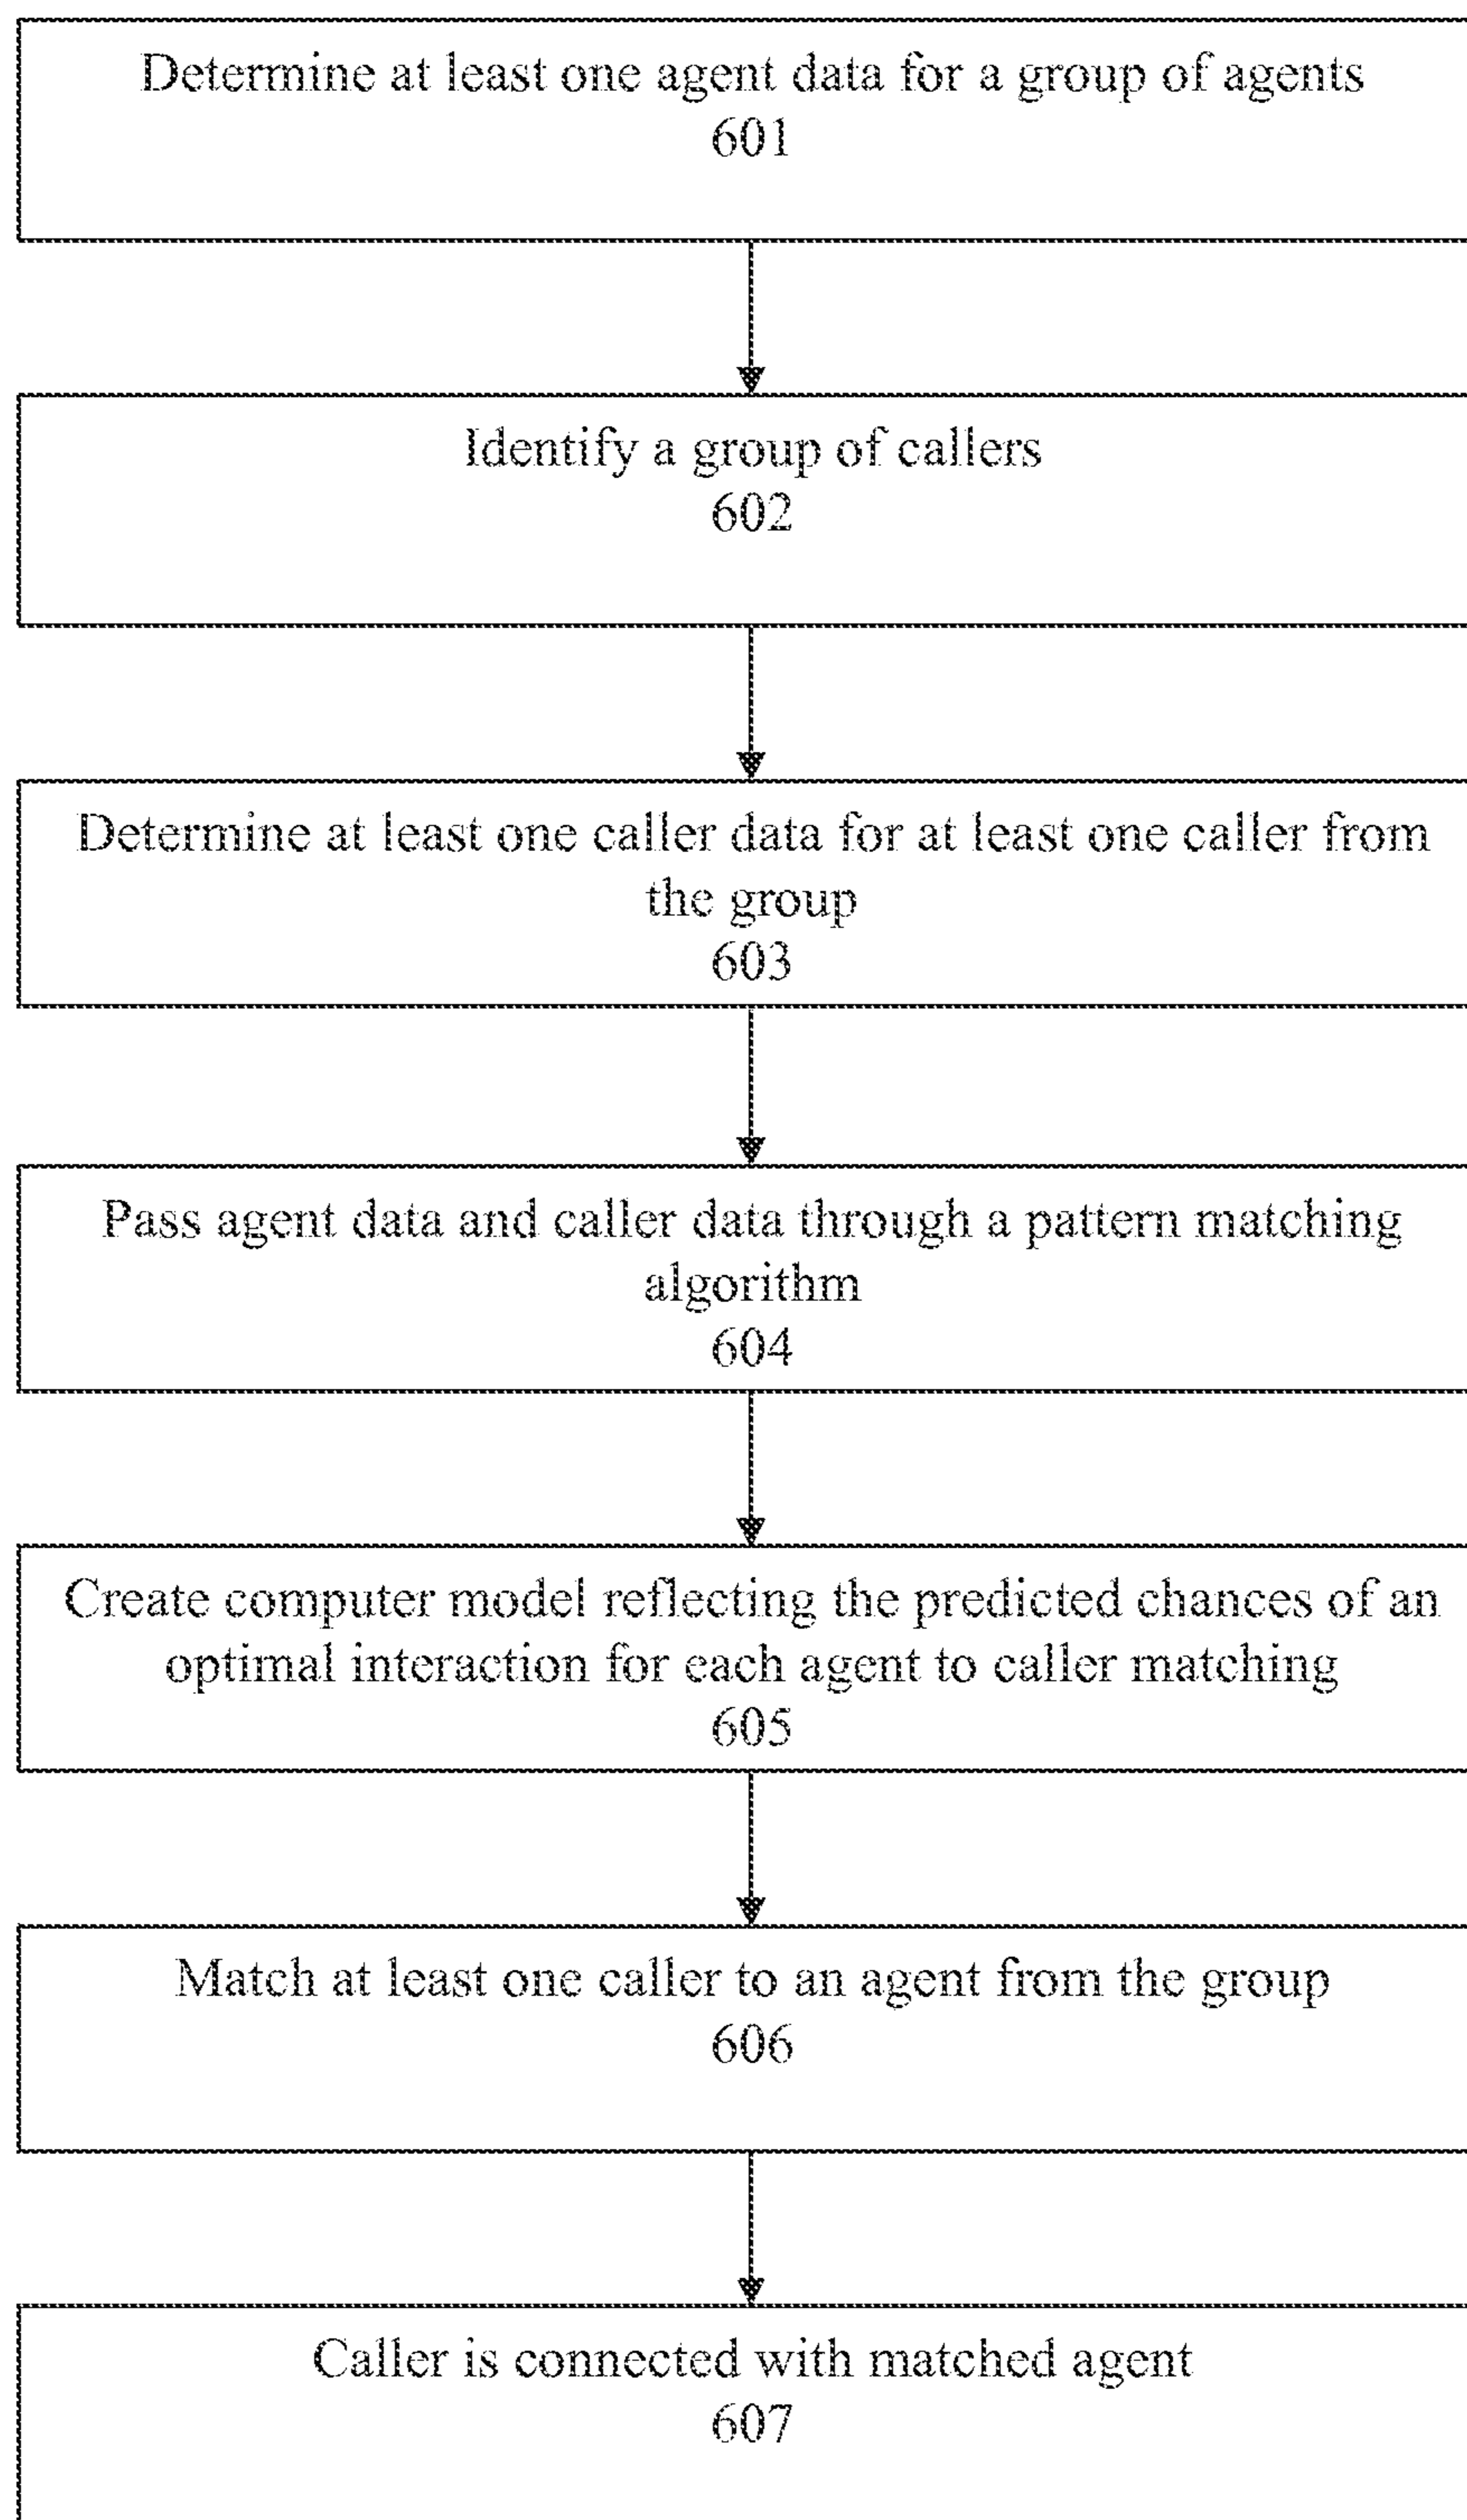 Determine at least one agent data for a group of agents
601
Identify a group of callers
602
Determine at least one caller data for at least one caller from
the group
603
Pass agent data and caller data through a pattern matching
algorithm
604
Create computer model reflecting the predicted chances of an
optimal interaction for each agent to caller matching
605
Match at least one caller to an agent from the group
606
Caller is connected with matched agent
607